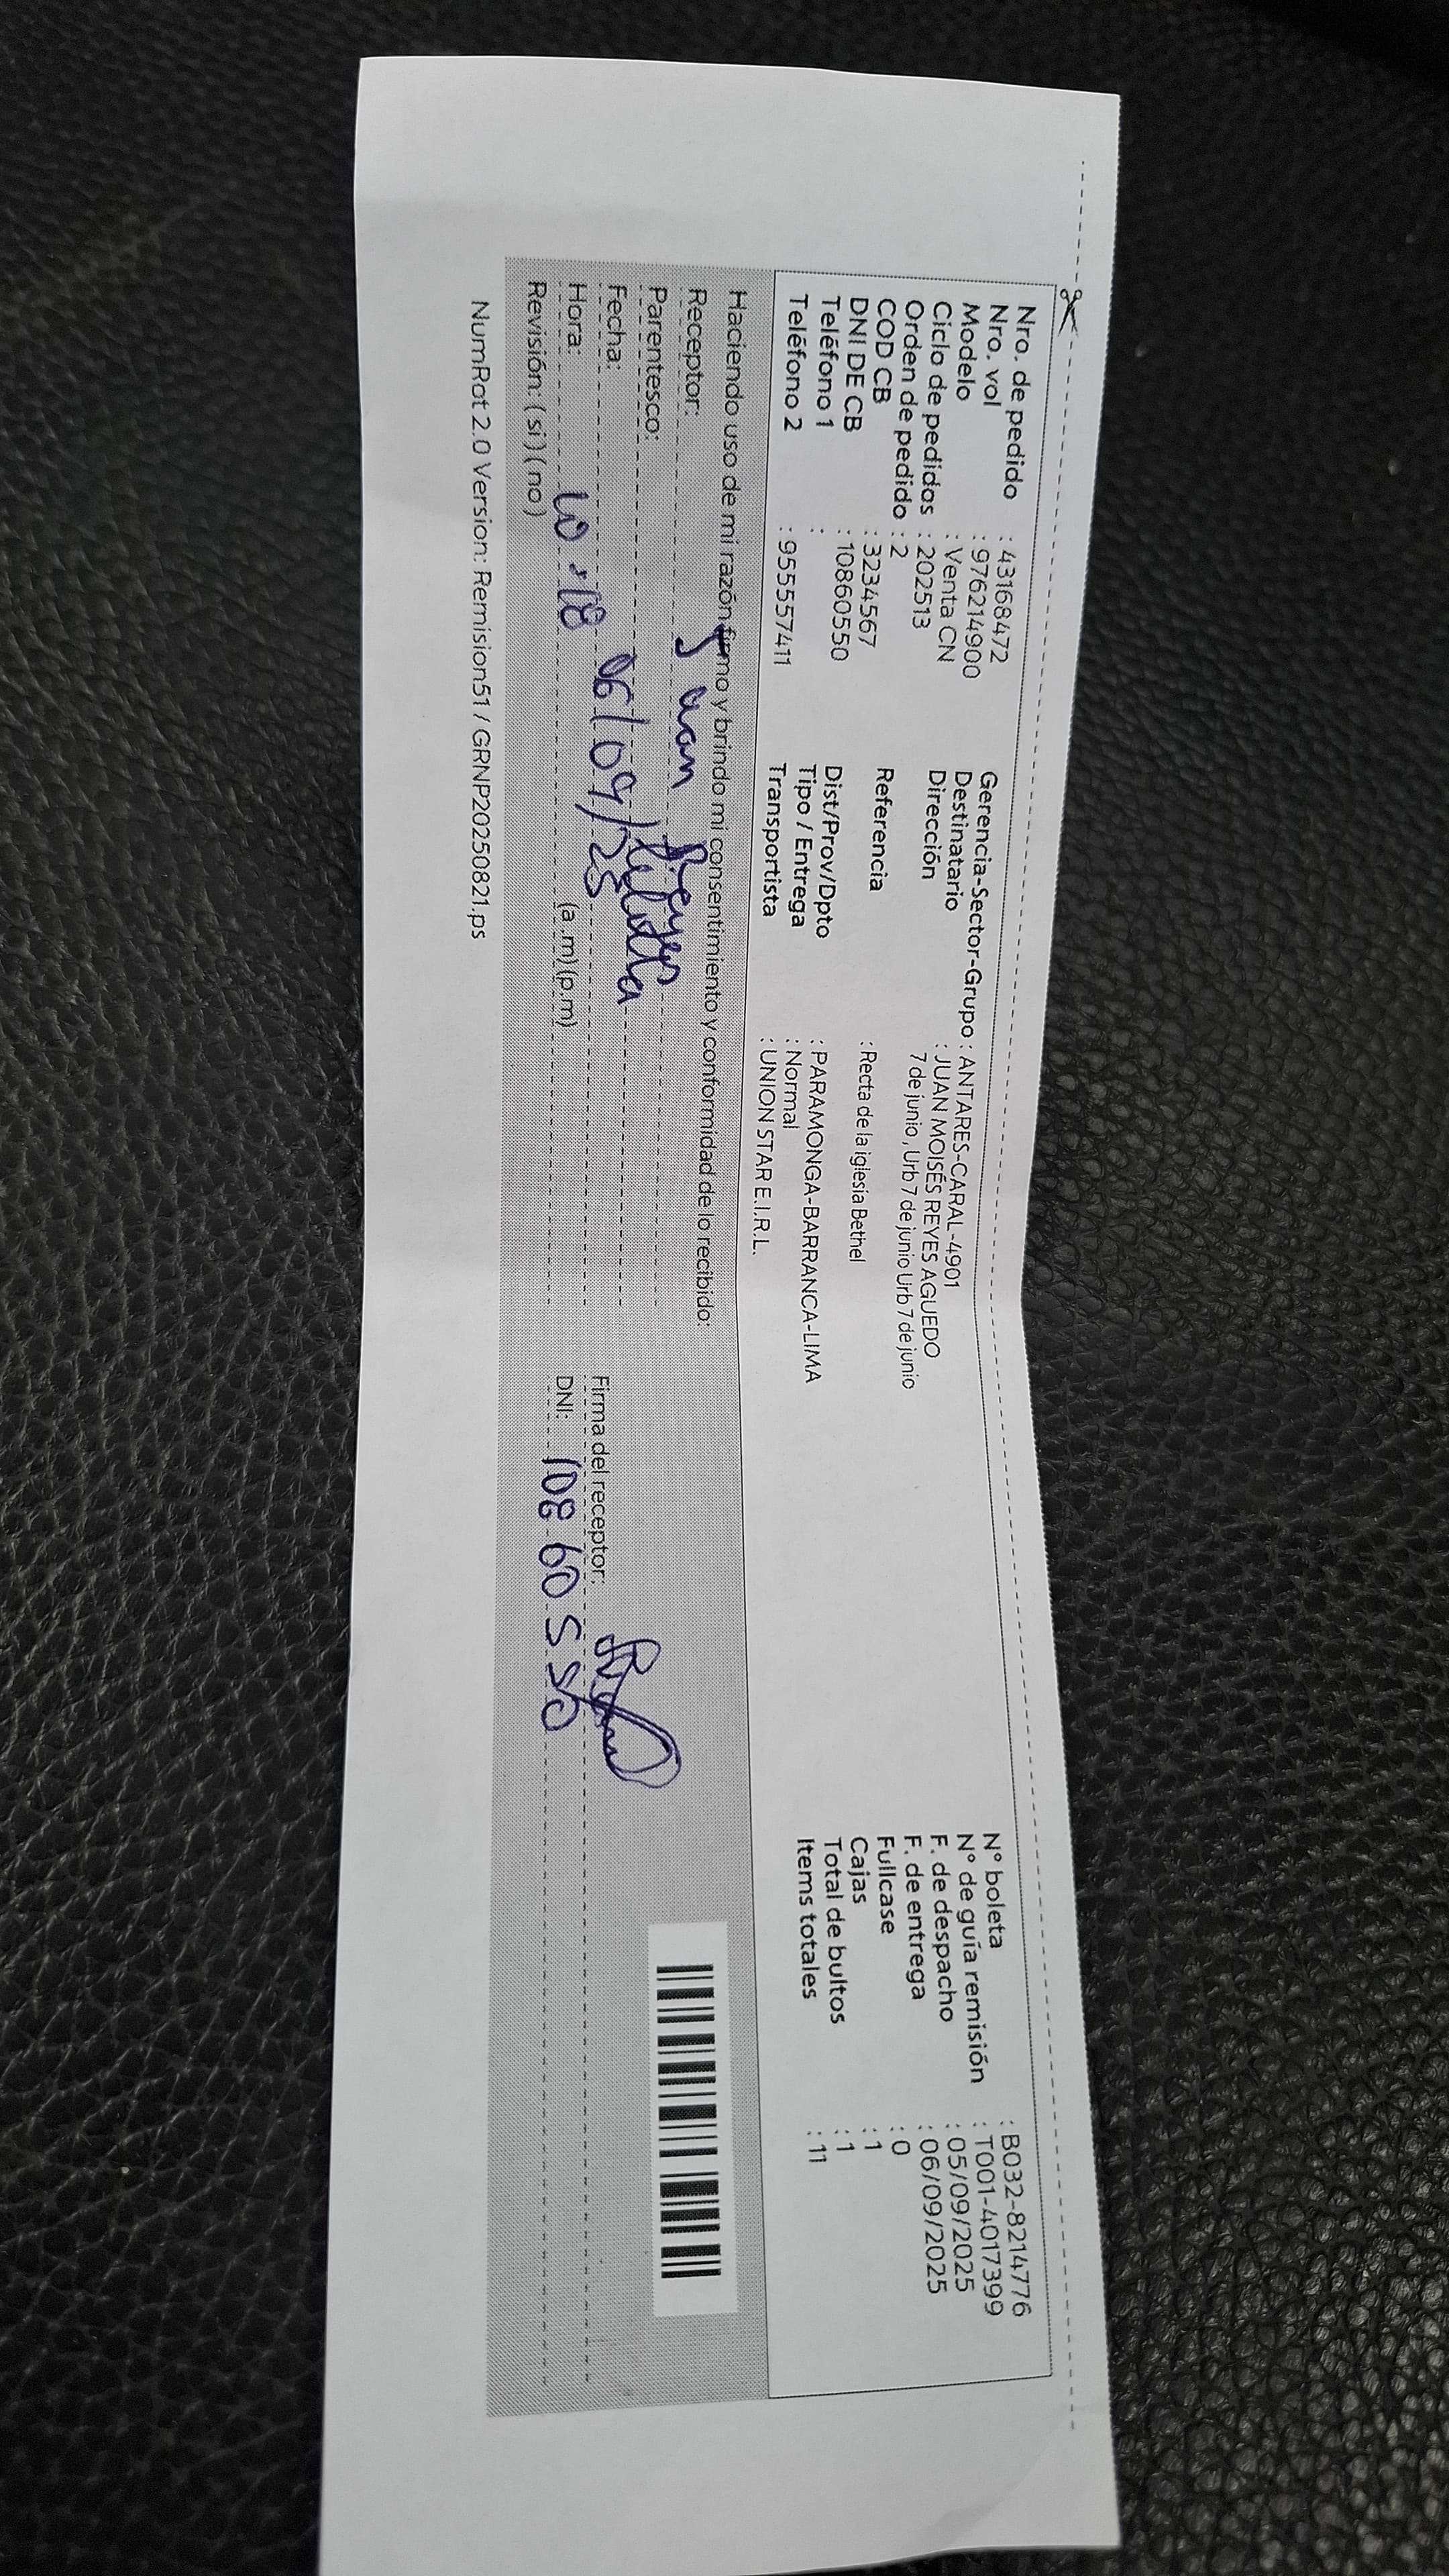 Nro. de pedido : 43168472
Nro. vol : 976214900
Modelo : Venta CN
Ciclo de pedidos : 202513
Orden de pedido : 2
COD CB : 3234567
DNI DE CB : 10860550
Teléfono 1 :
Teléfono 2 : 955557411
Gerencia-Sector-Grupo : ANTARES-CARAL-4901
Destinatario : JUAN MOISÉS REYES AGUEDO
Dirección 7 de junio , Urb 7 de junio Urb 7 de junio
Referencia : Recta de la iglesia Bethel
Dist/Prov/Dpto : PARAMONGA-BARRANCA-LIMA
Tipo / Entrega : Normal
Transportista : UNION STAR E.I.R.L.
N° boleta : B032-8214776
N° de guía remisión : T001-4017399
F. de despacho : 05/09/2025
F. de entrega : 06/09/2025
Fullcase : 0
Cajas : 1
Total de bultos : 1
Items totales : 11
Haciendo uso de mi razón firmo y brindo mi consentimiento y conformidad de lo recibido:
Receptor: Juan Reyes
Parentesco:
Fecha: 06/09/25
Hora: 10:18 (a.m)(p.m)
Revisión: (si) (no)
Firma del receptor:
DNI: 10860550
NumRot 2.0 Version: Remision51 / GRNP20250821.ps